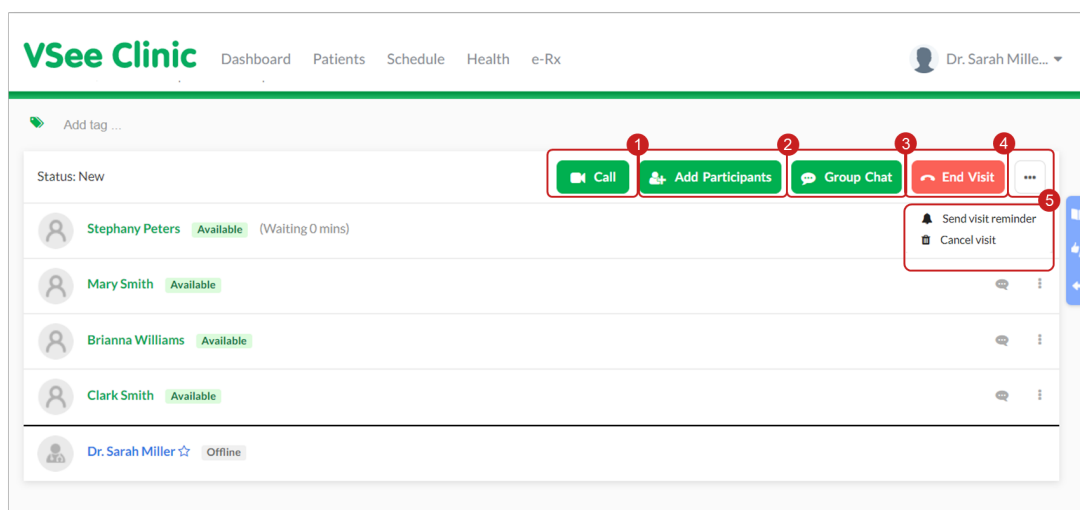 VSee Clinic Dashboard Patients Schedule Health e-Rx Dr. Sarah Mille...
Add tag ...
1 2 3 4
Status: New Call Add Participants Group Chat End Visit ...
5
Stephany Peters Available (Waiting 0 mins) Send visit reminder
Cancel visit
Mary Smith Available
Brianna Williams Available
Clark Smith Available
Dr. Sarah Miller Offline